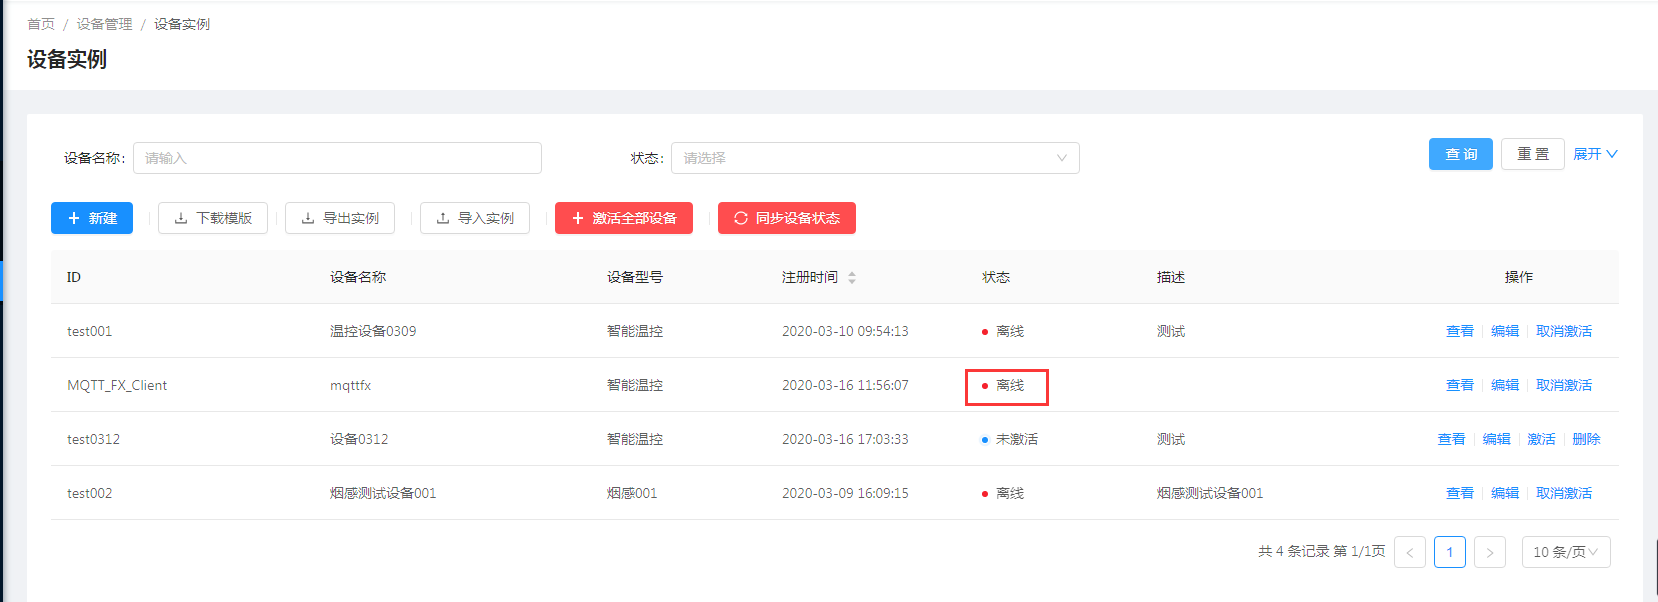 首页 / 设备管理 / 设备实例
设备实例
设备名称: 请输入 状态: 请选择 查 询 重 置 展开
新建 下载模版 导出实例 导入实例 激活全部设备 同步设备状态
ID 设备名称 设备型号 注册时间 状态 描述 操作
test001 温控设备0309 智能温控 2020-03-10 09:54:13 离线 测试 查看 编辑 取消激活
MQTT_FX_Client mqttfx 智能温控 2020-03-16 11:56:07 离线 查看 编辑 取消激活
test0312 设备0312 智能温控 2020-03-16 17:03:33 未激活 测试 查看 编辑 激活 删除
test002 烟感测试设备001 烟感001 2020-03-09 16:09:15 离线 烟感测试设备001 查看 编辑 取消激活
共 4 条记录 第 1/1页 < 1 > 10 条/页